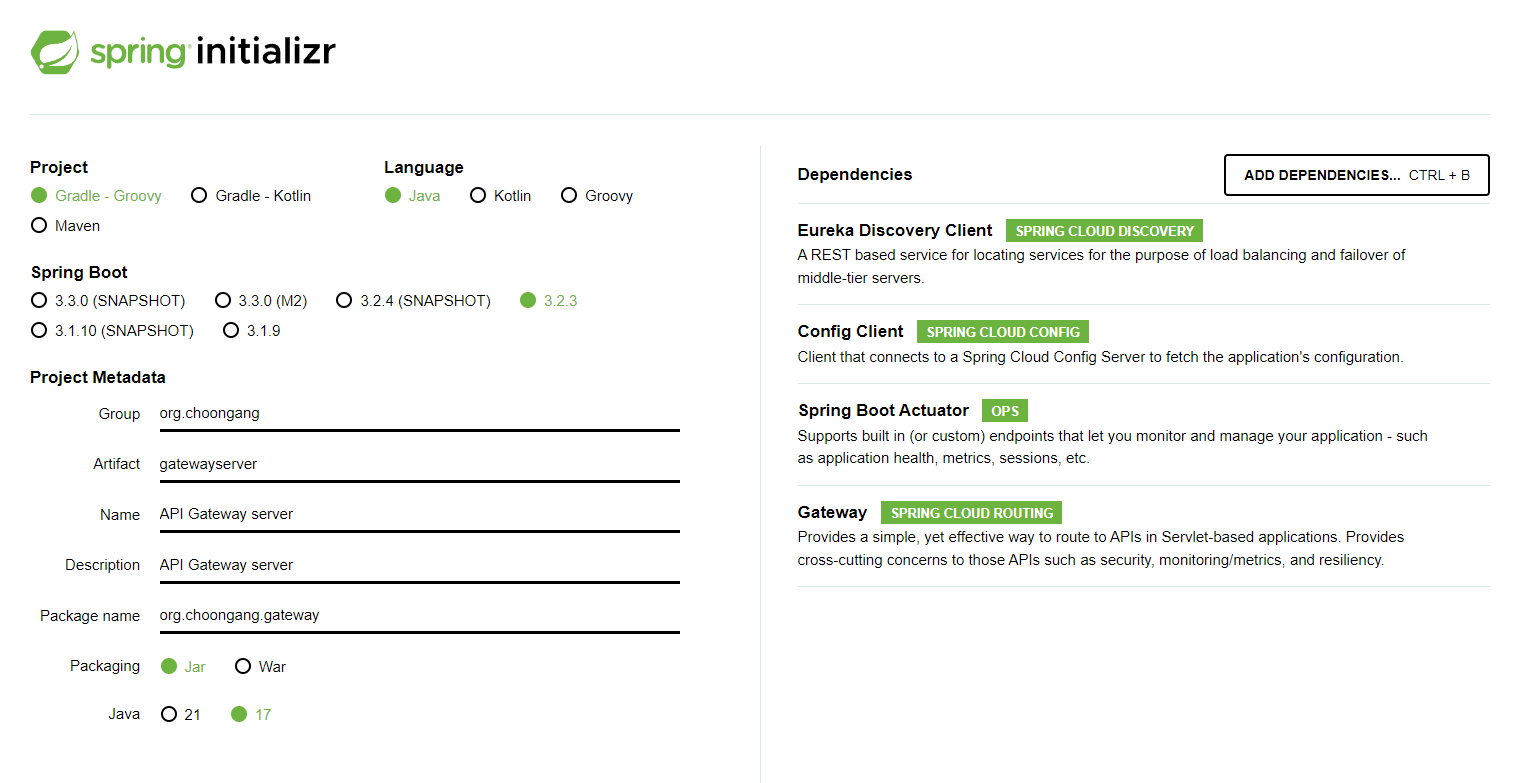 spring initializr
Project
Gradle - Groovy Gradle - Kotlin
Maven
Language
Java Kotlin Groovy
Spring Boot
3.3.0 (SNAPSHOT) 3.3.0 (M2) 3.2.4 (SNAPSHOT) 3.2.3
3.1.10 (SNAPSHOT) 3.1.9
Project Metadata
Group org.choongang
Artifact gatewayserver
Name API Gateway server
Description API Gateway server
Package name org.choongang.gateway
Packaging Jar War
Java 21 17
Dependencies ADD DEPENDENCIES... CTRL + B
Eureka Discovery Client SPRING CLOUD DISCOVERY
A REST based service for locating services for the purpose of load balancing and failover of
middle-tier servers.
Config Client SPRING CLOUD CONFIG
Client that connects to a Spring Cloud Config Server to fetch the application's configuration.
Spring Boot Actuator OPS
Supports built in (or custom) endpoints that let you monitor and manage your application - such
as application health, metrics, sessions, etc.
Gateway SPRING CLOUD ROUTING
Provides a simple, yet effective way to route to APIs in Servlet-based applications. Provides
cross-cutting concerns to those APIs such as security, monitoring/metrics, and resiliency.